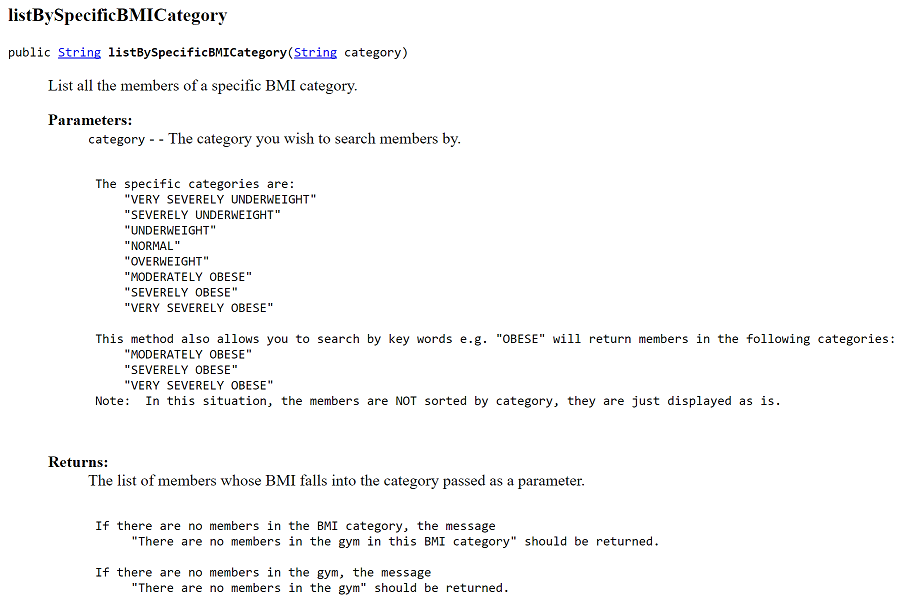 listBySpecificBMICategory
public String listBySpecificBMICategory(String category)
List all the members of a specific BMI category.
Parameters:
category - - The category you wish to search members by.
The specific categories are:
"VERY SEVERELY UNDERWEIGHT"
"SEVERELY UNDERWEIGHT"
"UNDERWEIGHT"
"NORMAL"
"OVERWEIGHT"
"MODERATELY OBESE"
"SEVERELY OBESE"
"VERY SEVERELY OBESE"
This method also allows you to search by key words e.g. "OBESE" will return members in the following categories:
"MODERATELY OBESE"
"SEVERELY OBESE"
"VERY SEVERELY OBESE"
Note:  In this situation, the members are NOT sorted by category, they are just displayed as is.
Returns:
The list of members whose BMI falls into the category passed as a parameter.
If there are no members in the BMI category, the message
"There are no members in the gym in this BMI category" should be returned.
If there are no members in the gym, the message
"There are no members in the gym" should be returned.